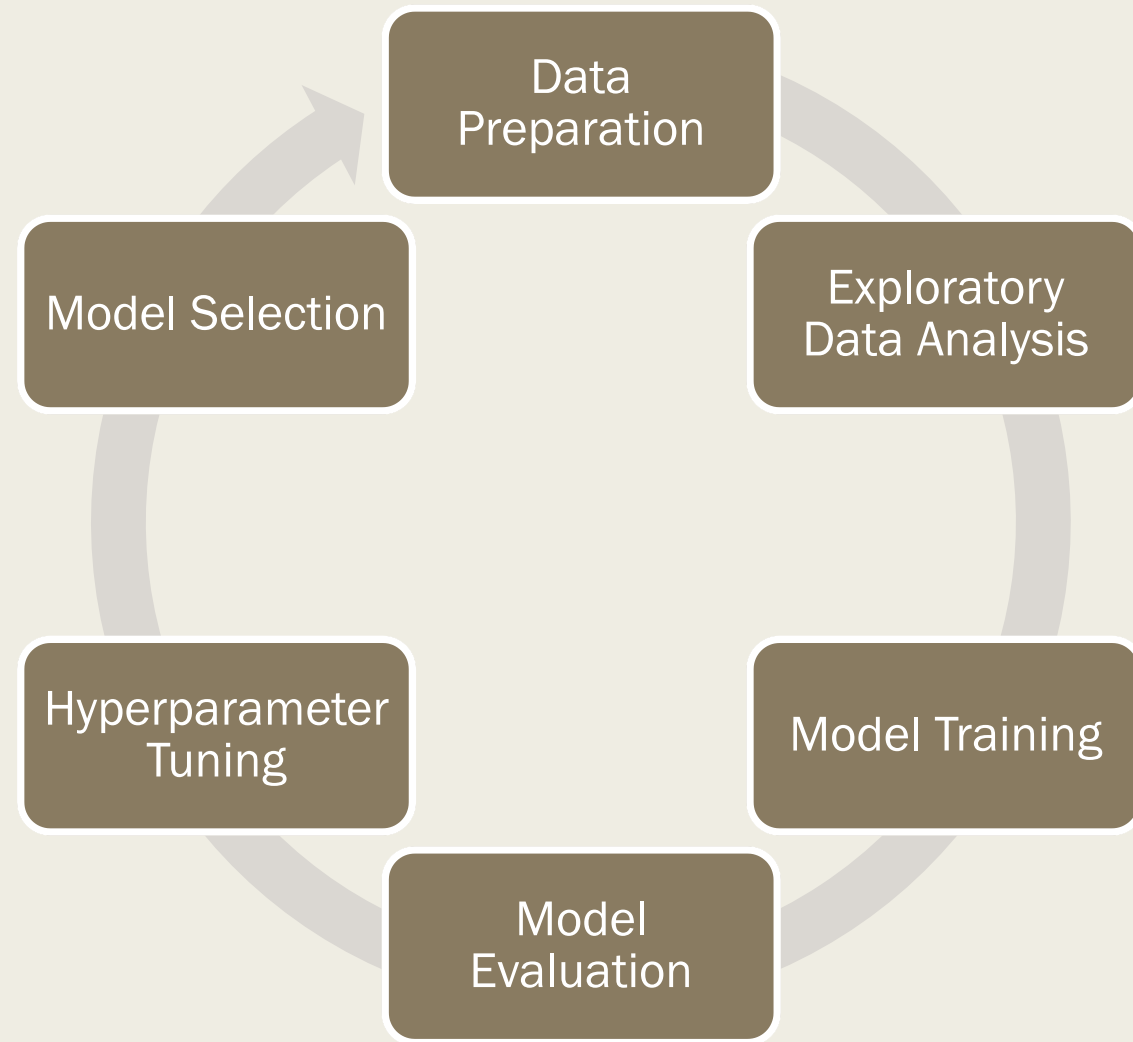 Data
Preparation
Exploratory
Data Analysis
Model Training
Model
Evaluation
Hyperparameter
Tuning
Model Selection